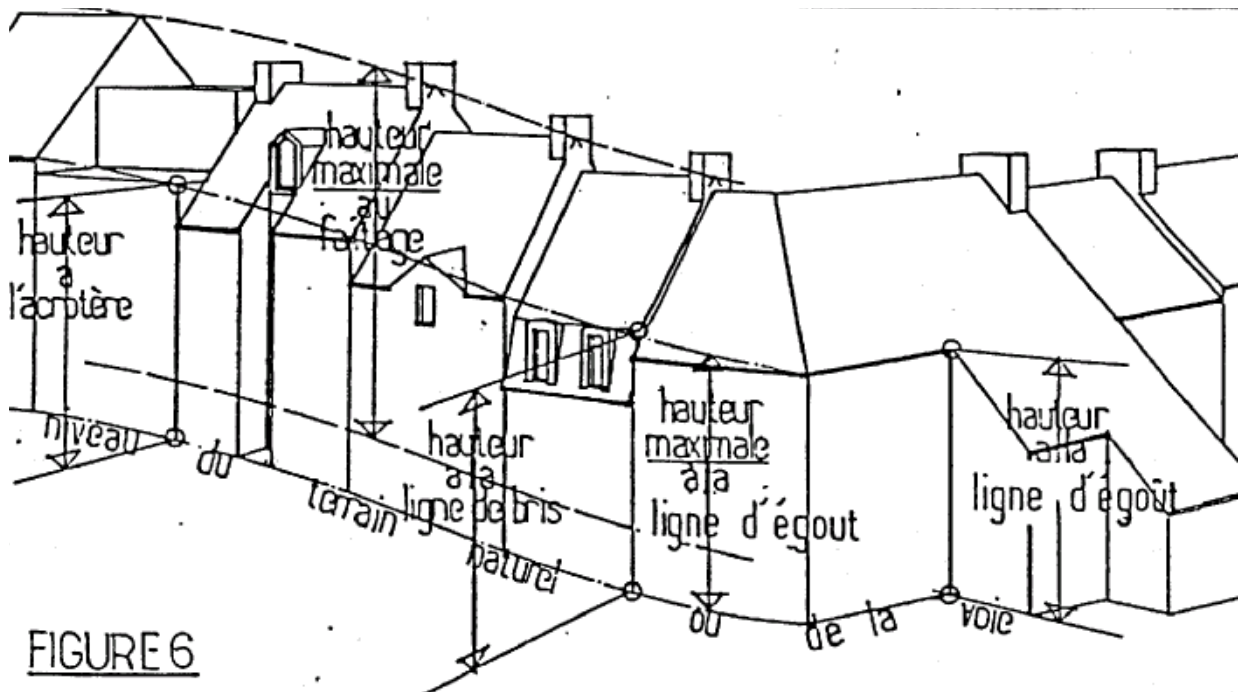 hauteur
à
l'acrotère
hauteur
maximale
au
faîtage
niveau du terrain naturel ou de la voie
hauteur
à la
ligne de bris
hauteur
maximale
à la
ligne d'égout
hauteur
à la
ligne d'égoût
FIGURE 6